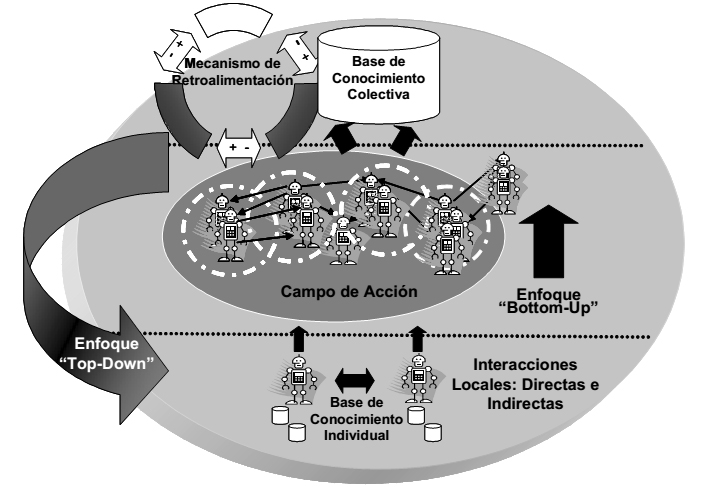 + -
+ -
Mecanismo de
Retroalimentación
Base de
Conocimiento
Colectiva
+ -
Campo de Acción
Enfoque
“Bottom-Up”
Enfoque
“Top-Down”
Interacciones
Locales: Directas e
Indirectas
Base de
Conocimiento
Individual